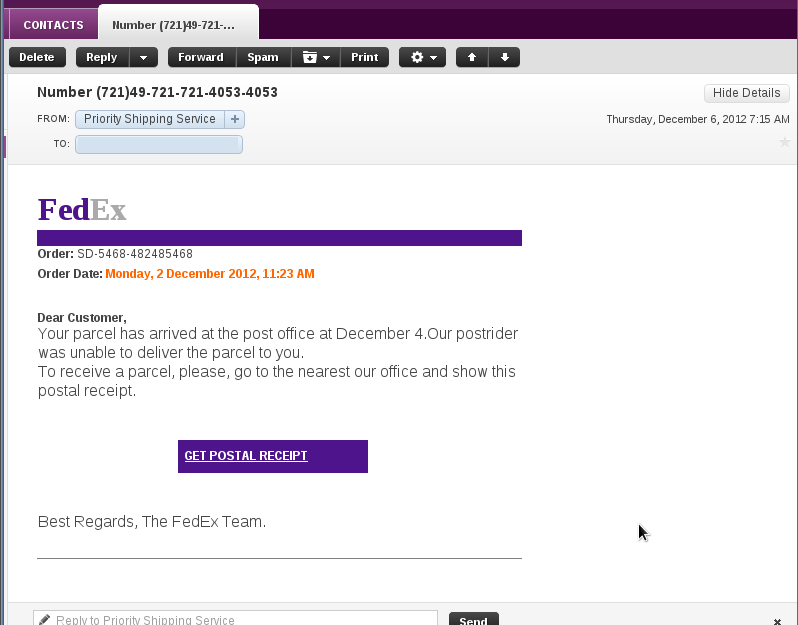 CONTACTS
Number (721)49-721-...
Delete
Reply
Forward
Spam
Print
Number (721)49-721-721-4053-4053
Hide Details
FROM:
Priority Shipping Service
+
Thursday, December 6, 2012 7:15 AM
TO:
FedEx
Order: SD-5468-482485468
Order Date: Monday, 2 December 2012, 11:23 AM
Dear Customer,
Your parcel has arrived at the post office at December 4.Our postrider
was unable to deliver the parcel to you.
To receive a parcel, please, go to the nearest our office and show this
postal receipt.
GET POSTAL RECEIPT
Best Regards, The FedEx Team.
Reply to Priority Shipping Service
Send